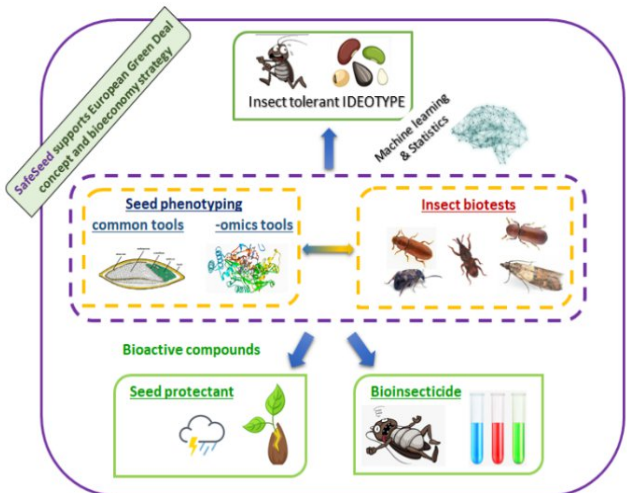 SafeSeed supports European Green Deal
concept and bioeconomy strategy
Insect tolerant IDEOTYPE
Machine learning
& Statistics
Seed phenotyping
common tools
-omics tools
Insect biotests
Bioactive compounds
Seed protectant
Bioinsecticide